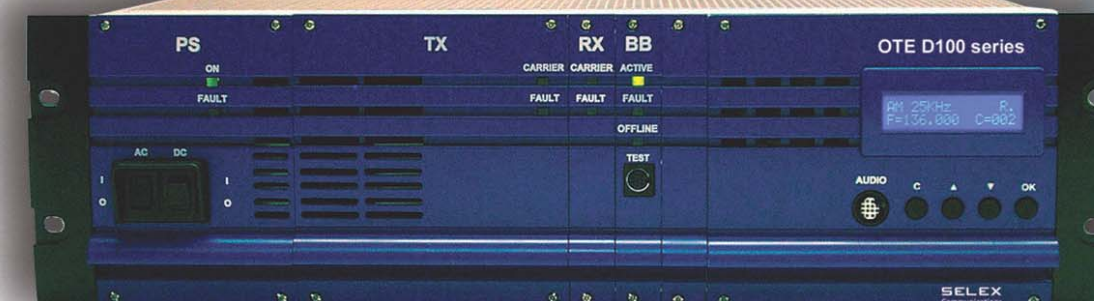 PS TX RX BB OTE D100 series
ON CARRIER CARRIER ACTIVE
FAULT FAULT FAULT FAULT
AM 25KHz R.
F=136.000 C=002
OFFLINE
AC DC TEST
I I
AUDIO C ▲ ▼ OK
O O
SELEX
Communications